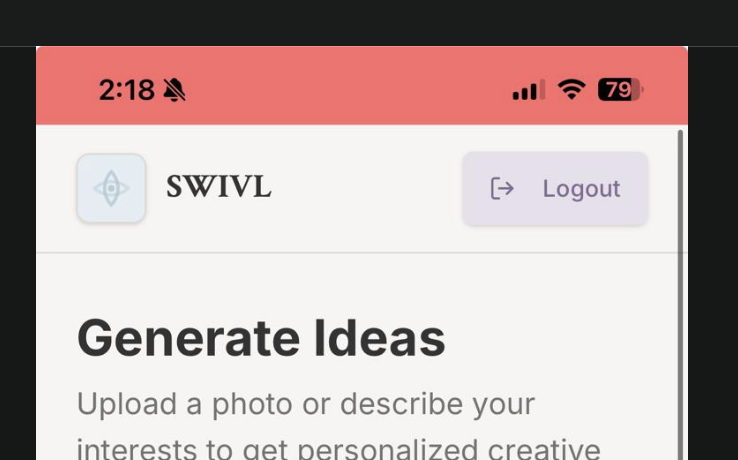 2:18
79
SWIVL
Logout
Generate Ideas
Upload a photo or describe your
interests to get personalized creative